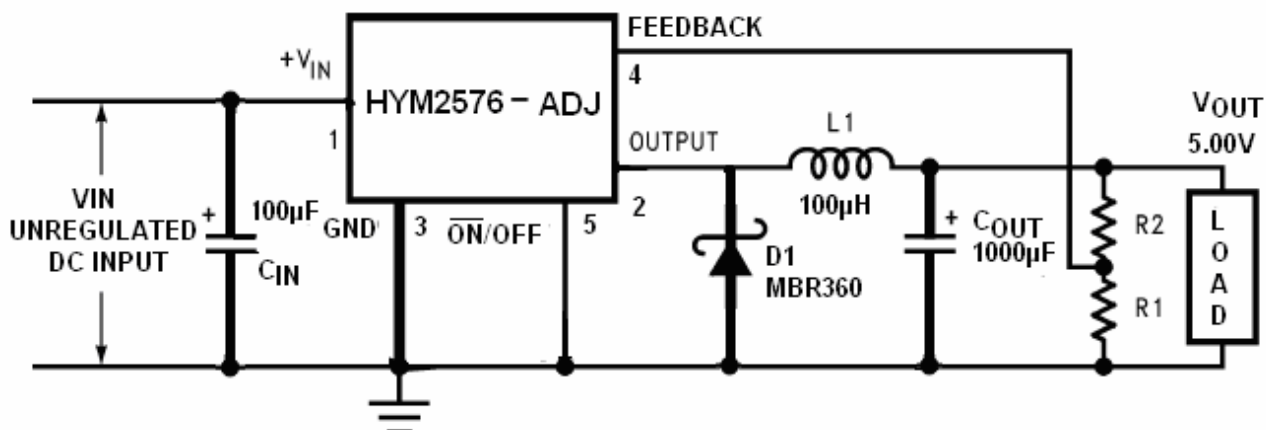 FEEDBACK
+VIN
4
HYM2576 - ADJ
VOUT
5.00V
1
OUTPUT
L1
2
100µH
VIN
UNREGULATED
DC INPUT
+
100µF
CIN
GND
3
ON/OFF
5
D1
MBR360
+
COUT
1000µF
R2
R1
LOAD